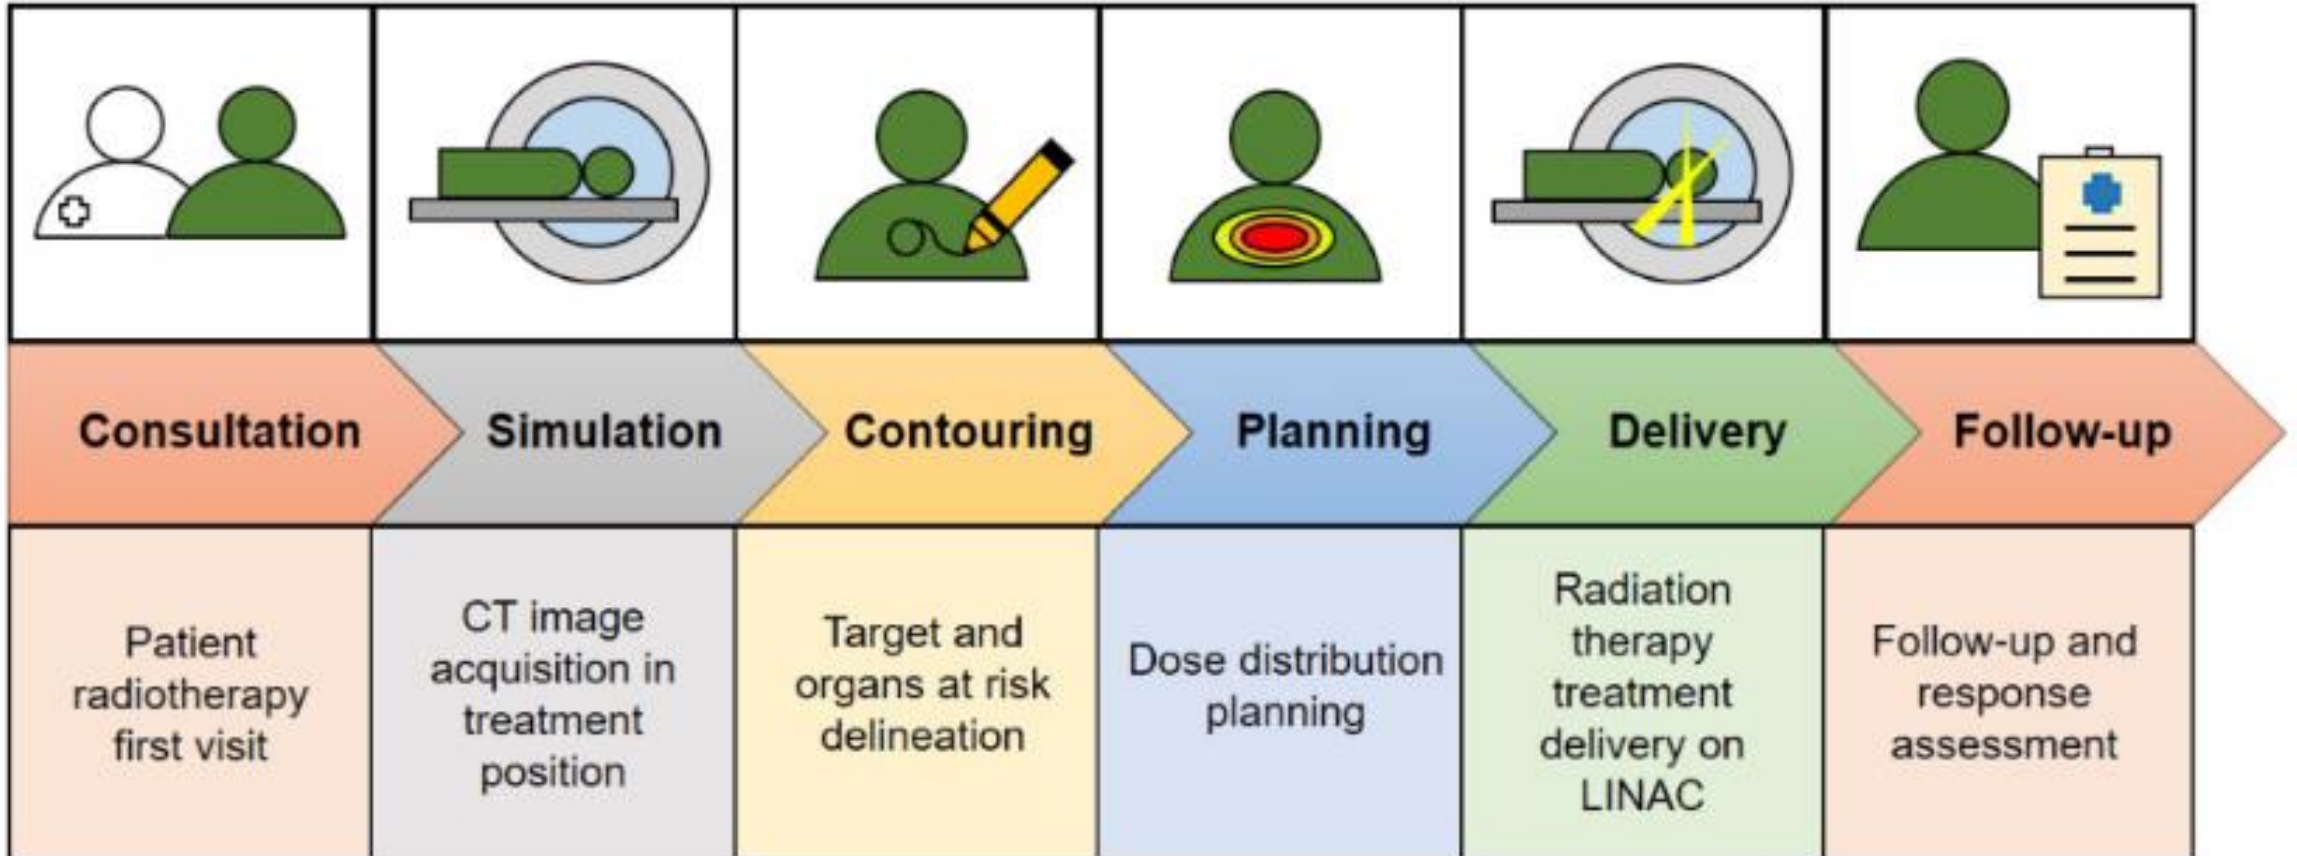 Consultation
Simulation
Contouring
Planning
Delivery
Follow-up
Patient
radiotherapy
first visit
CT image
acquisition in
treatment
position
Target and
organs at risk
delineation
Dose distribution
planning
Radiation
therapy
treatment
delivery on
LINAC
Follow-up and
response
assessment